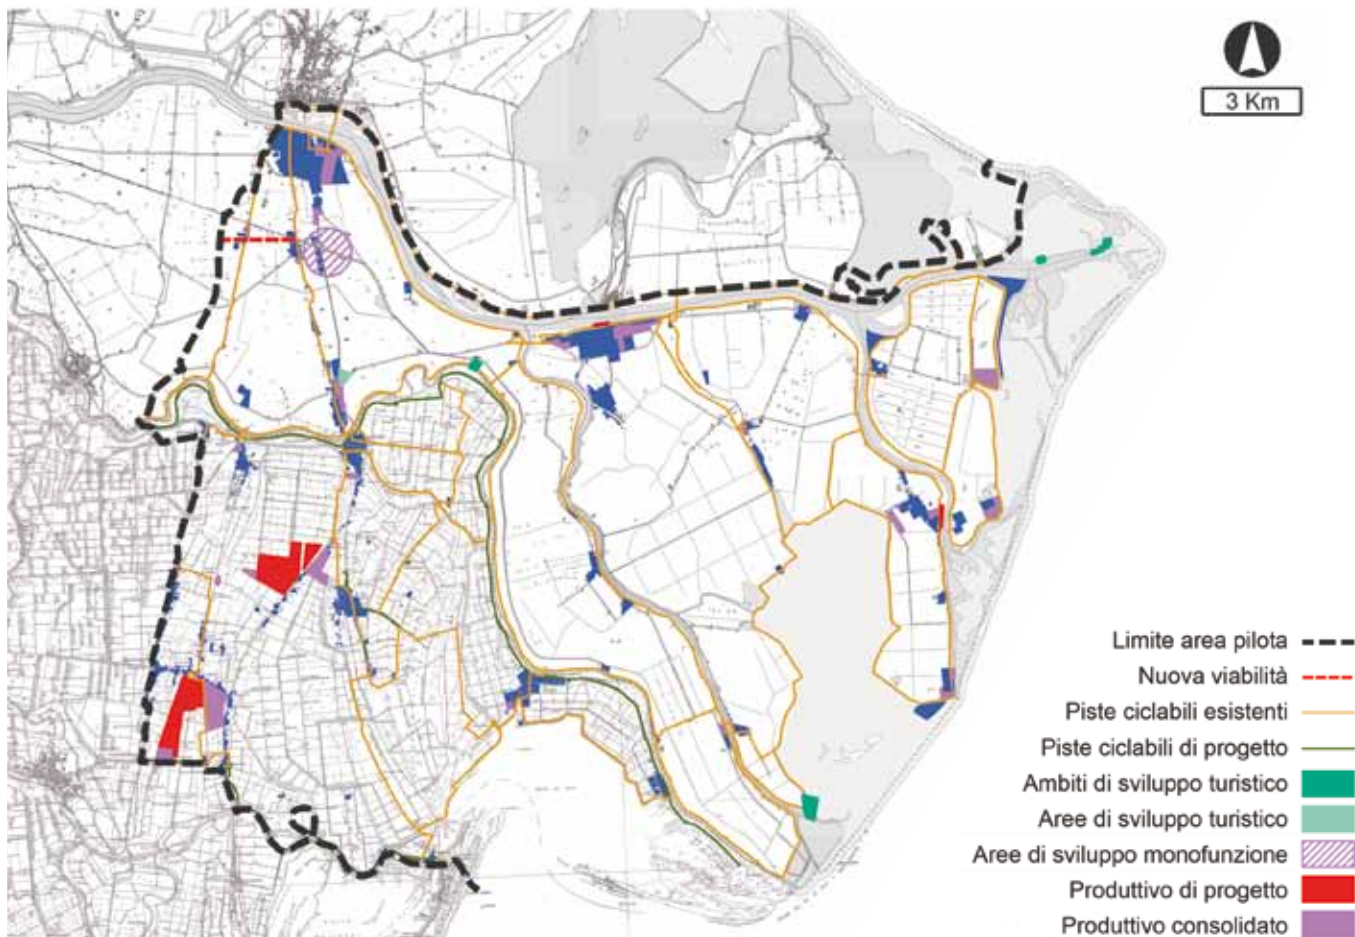 3 Km
Limite area pilota
Nuova viabilità
Piste ciclabili esistenti
Piste ciclabili di progetto
Ambiti di sviluppo turistico
Aree di sviluppo turistico
Aree di sviluppo monofunzione
Produttivo di progetto
Produttivo consolidato